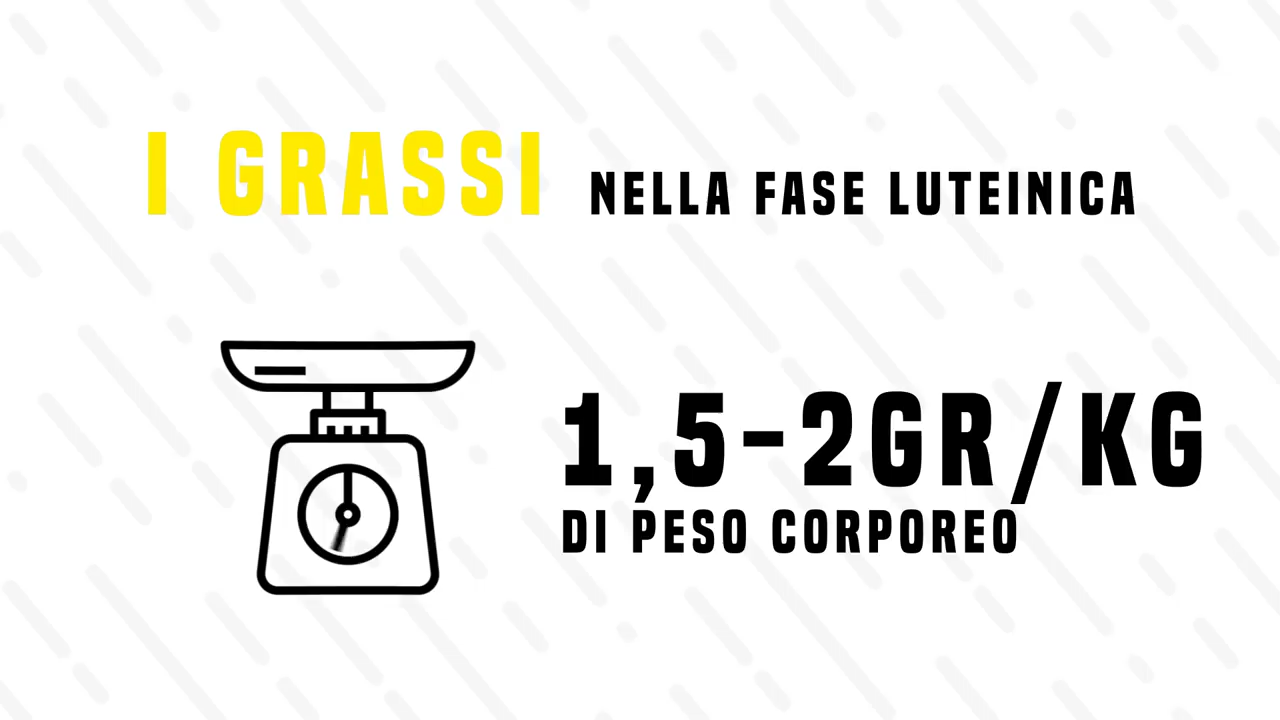 I GRASSI NELLA FASE LUTEINICA
1,5-2GR/KG
DI PESO CORPOREO